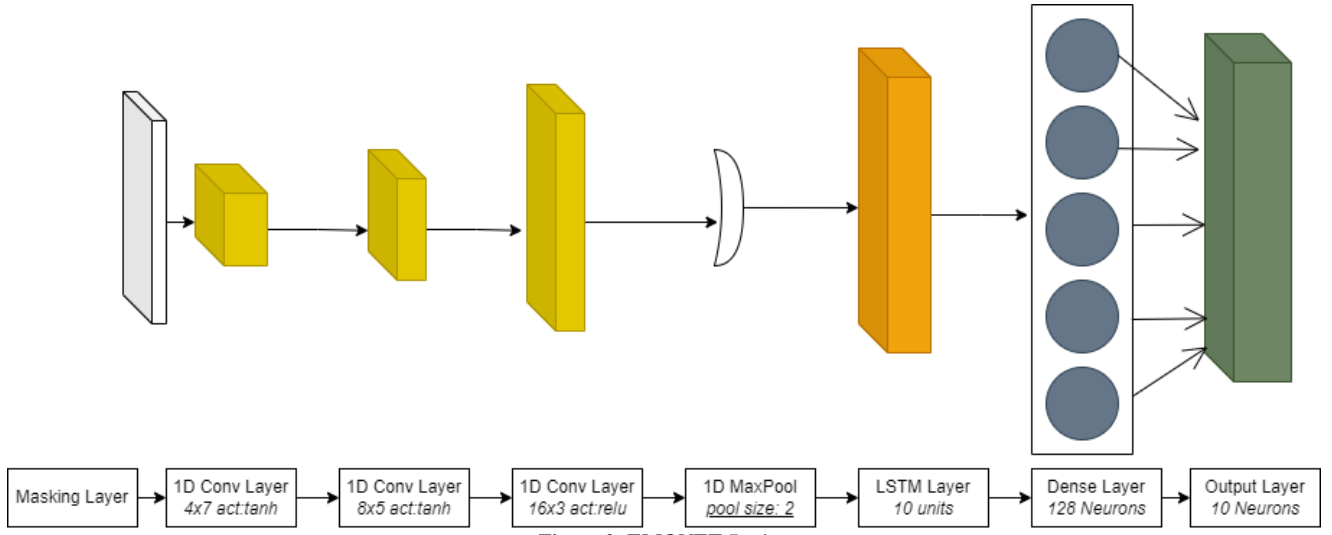 Masking Layer
1D Conv Layer
4x7 act:tanh
1D Conv Layer
8x5 act:tanh
1D Conv Layer
16x3 act:relu
1D MaxPool
pool size: 2
LSTM Layer
10 units
Dense Layer
128 Neurons
Output Layer
10 Neurons